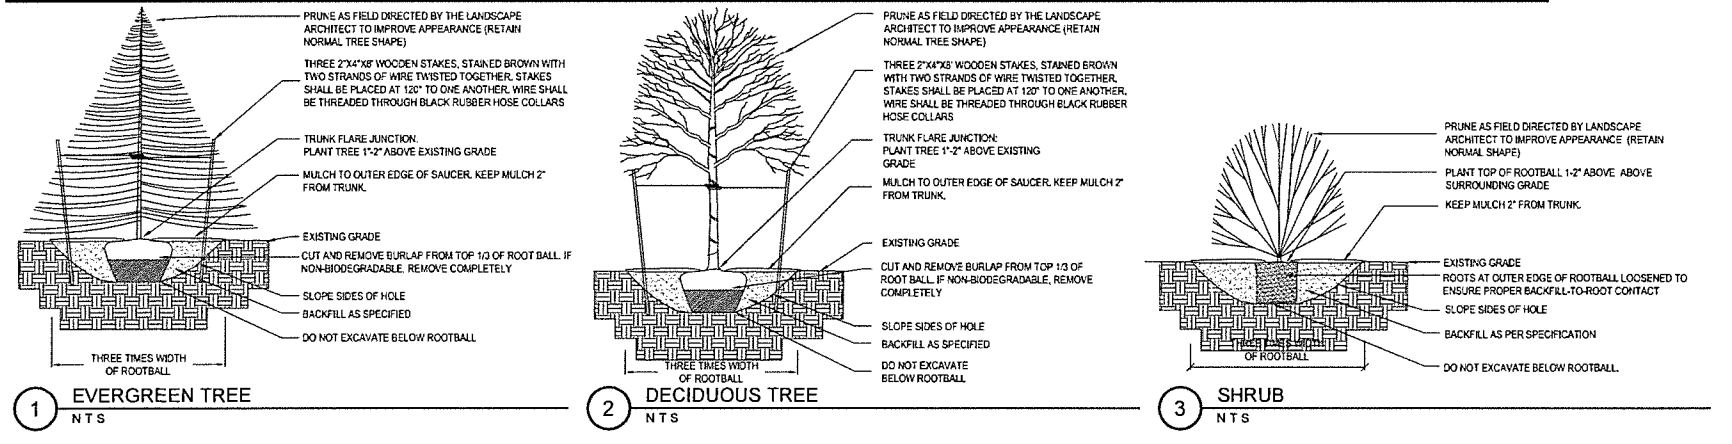 PRUNE AS FIELD DIRECTED BY THE LANDSCAPE
ARCHITECT TO IMPROVE APPEARANCE (RETAIN
NORMAL TREE SHAPE)
THREE 2"X4"X8' WOODEN STAKES, STAINED BROWN WITH
TWO STRANDS OF WIRE TWISTED TOGETHER. STAKES
SHALL BE PLACED AT 120° TO ONE ANOTHER. WIRE SHALL
BE THREADED THROUGH BLACK RUBBER HOSE COLLARS
TRUNK FLARE JUNCTION:
PLANT TREE 1"-2" ABOVE EXISTING GRADE
MULCH TO OUTER EDGE OF SAUCER. KEEP MULCH 2"
FROM TRUNK.
EXISTING GRADE
CUT AND REMOVE BURLAP FROM TOP 1/3 OF ROOT BALL. IF
NON-BIODEGRADABLE, REMOVE COMPLETELY
SLOPE SIDES OF HOLE
BACKFILL AS SPECIFIED
DO NOT EXCAVATE BELOW ROOTBALL
THREE TIMES WIDTH
OF ROOTBALL
1 EVERGREEN TREE
NTS
PRUNE AS FIELD DIRECTED BY THE LANDSCAPE
ARCHITECT TO IMPROVE APPEARANCE (RETAIN
NORMAL TREE SHAPE)
THREE 2"X4"X8' WOODEN STAKES, STAINED BROWN
WITH TWO STRANDS OF WIRE TWISTED TOGETHER.
STAKES SHALL BE PLACED AT 120° TO ONE ANOTHER.
WIRE SHALL BE THREADED THROUGH BLACK RUBBER
HOSE COLLARS
TRUNK FLARE JUNCTION:
PLANT TREE 1"-2" ABOVE EXISTING
GRADE
MULCH TO OUTER EDGE OF SAUCER. KEEP MULCH 2"
FROM TRUNK.
EXISTING GRADE
CUT AND REMOVE BURLAP FROM TOP 1/3 OF
ROOT BALL. IF NON-BIODEGRADABLE, REMOVE
COMPLETELY
SLOPE SIDES OF HOLE
BACKFILL AS SPECIFIED
DO NOT EXCAVATE
BELOW ROOTBALL
THREE TIMES WIDTH
OF ROOTBALL
2 DECIDUOUS TREE
NTS
PRUNE AS FIELD DIRECTED BY LANDSCAPE
ARCHITECT TO IMPROVE APPEARANCE (RETAIN
NORMAL SHAPE)
PLANT TOP OF ROOTBALL 1-2" ABOVE ABOVE
SURROUNDING GRADE
KEEP MULCH 2" FROM TRUNK.
EXISTING GRADE
ROOTS AT OUTER EDGE OF ROOTBALL LOOSENED TO
ENSURE PROPER BACKFILL-TO-ROOT CONTACT
SLOPE SIDES OF HOLE
BACKFILL AS PER SPECIFICATION
DO NOT EXCAVATE BELOW ROOTBALL.
THREE TIMES WIDTH
OF ROOTBALL
3 SHRUB
NTS